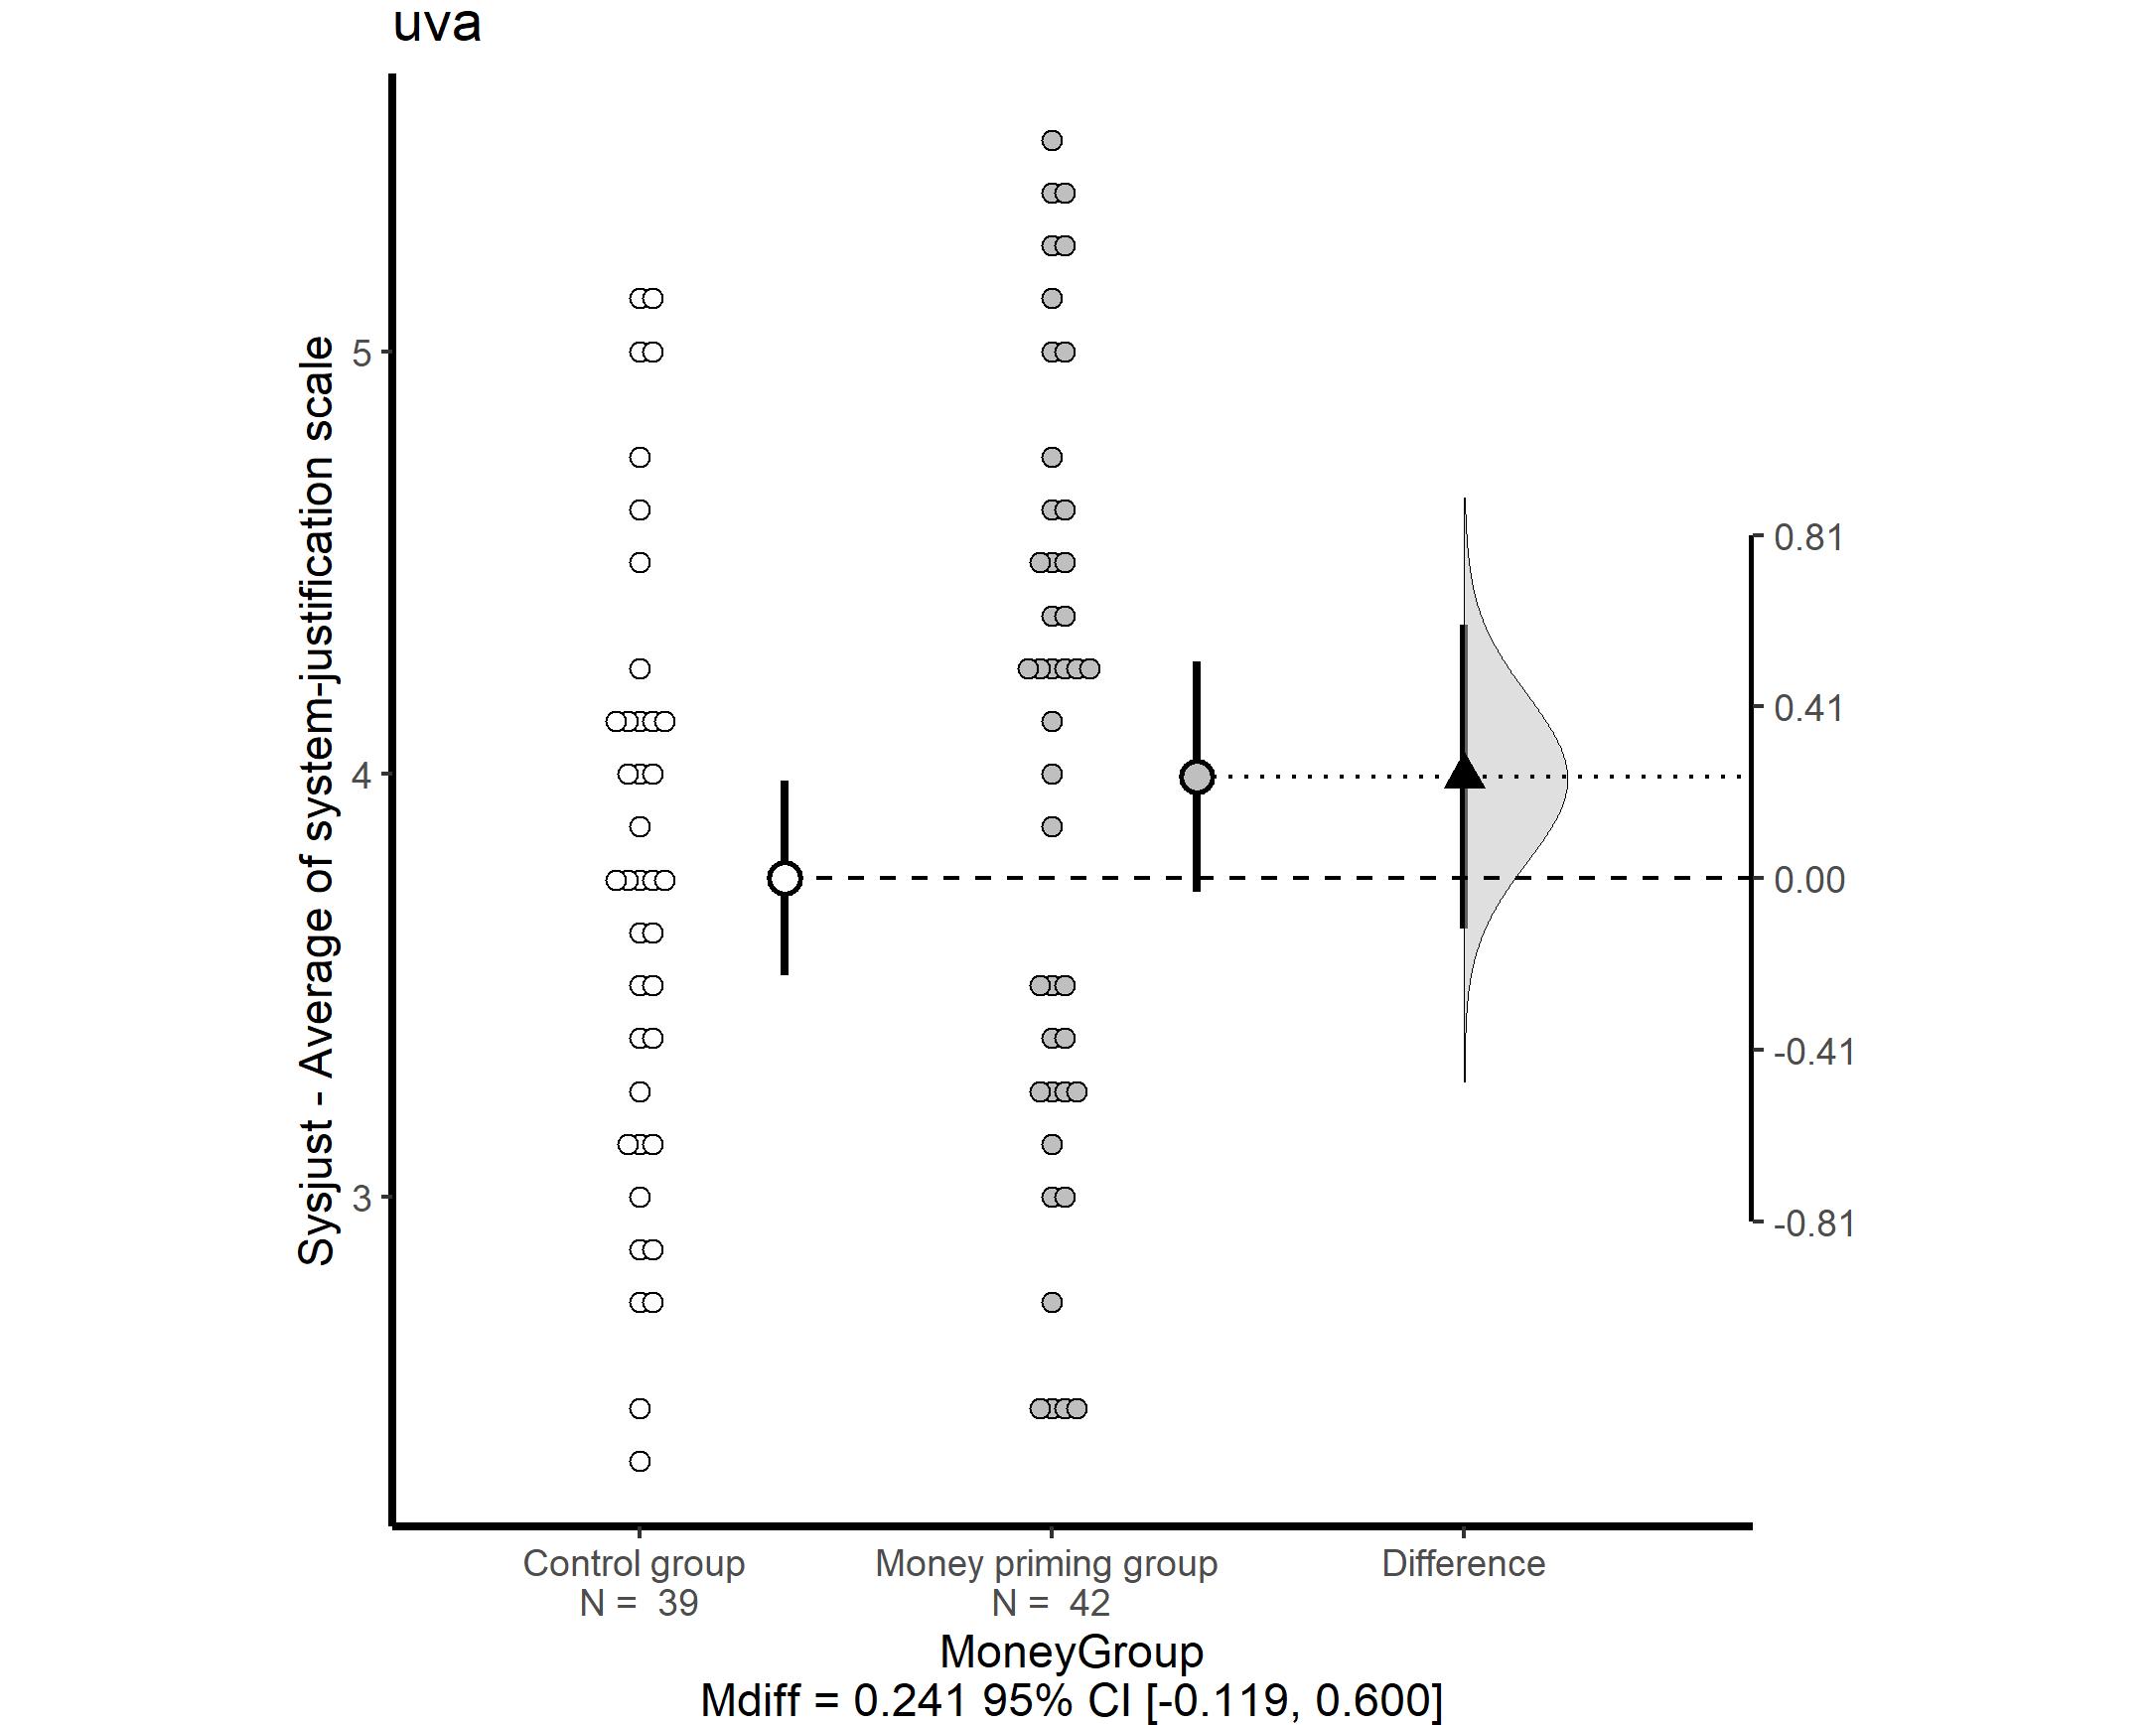 uva
Sysjust - Average of system-justification scale
5
4
3
0.81
0.41
0.00
-0.41
-0.81
Control group
N =  39
Money priming group
N =  42
Difference
MoneyGroup
Mdiff = 0.241 95% CI [-0.119, 0.600]